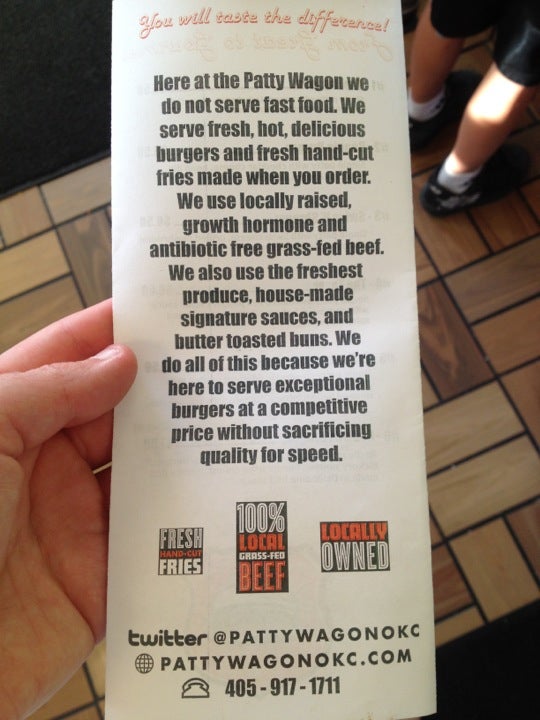 You will taste the difference!
Here at the Patty Wagon we
do not serve fast food. We
serve fresh, hot, delicious
burgers and fresh hand-cut
fries made when you order.
We use locally raised,
growth hormone and
antibiotic free grass-fed beef.
We also use the freshest
produce, house-made
signature sauces, and
butter toasted buns. We
do all of this because we're
here to serve exceptional
burgers at a competitive
price without sacrificing
quality for speed.
FRESH
HAND-CUT
FRIES
100%
LOCAL
GRASS-FED
BEEF
LOCALLY
OWNED
twitter @PATTYWAGONOKC
PATTYWAGONOKC.COM
405-917-1711